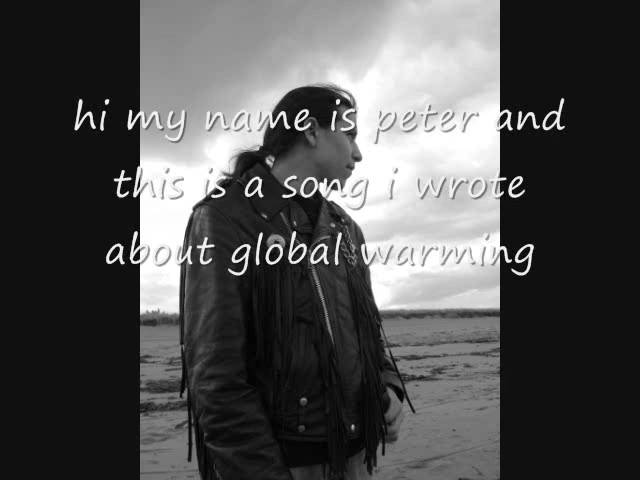 hi my name is peter and
this is a song i wrote
about global warming